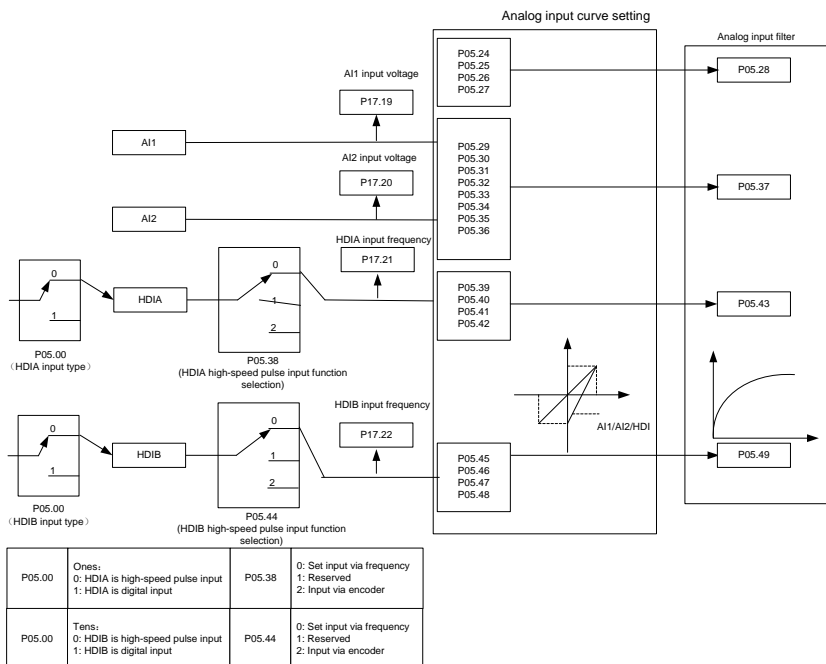 Analog input curve setting
Analog input filter
P05.24
P05.25
P05.26
P05.27
P05.28
AI1 input voltage
P17.19
AI1
P05.29
P05.30
P05.31
P05.32
P05.33
P05.34
P05.35
P05.36
P05.37
AI2 input voltage
P17.20
AI2
HDIA input frequency
P17.21
0
1
P05.00
（HDIA input type）
HDIA
0
1
2
P05.38
(HDIA high-speed pulse input function
selection)
P05.39
P05.40
P05.41
P05.42
P05.43
AI1/AI2/HDI
HDIB input frequency
P17.22
0
1
P05.00
（HDIB input type）
HDIB
0
1
2
P05.44
(HDIB high-speed pulse input function
selection)
P05.45
P05.46
P05.47
P05.48
P05.49
P05.00
Ones：
0: HDIA is high-speed pulse input
1: HDIA is digital input
P05.38
0: Set input via frequency
1: Reserved
2: Input via encoder
P05.00
Tens：
0: HDIB is high-speed pulse input
1: HDIB is digital input
P05.44
0: Set input via frequency
1: Reserved
2: Input via encoder